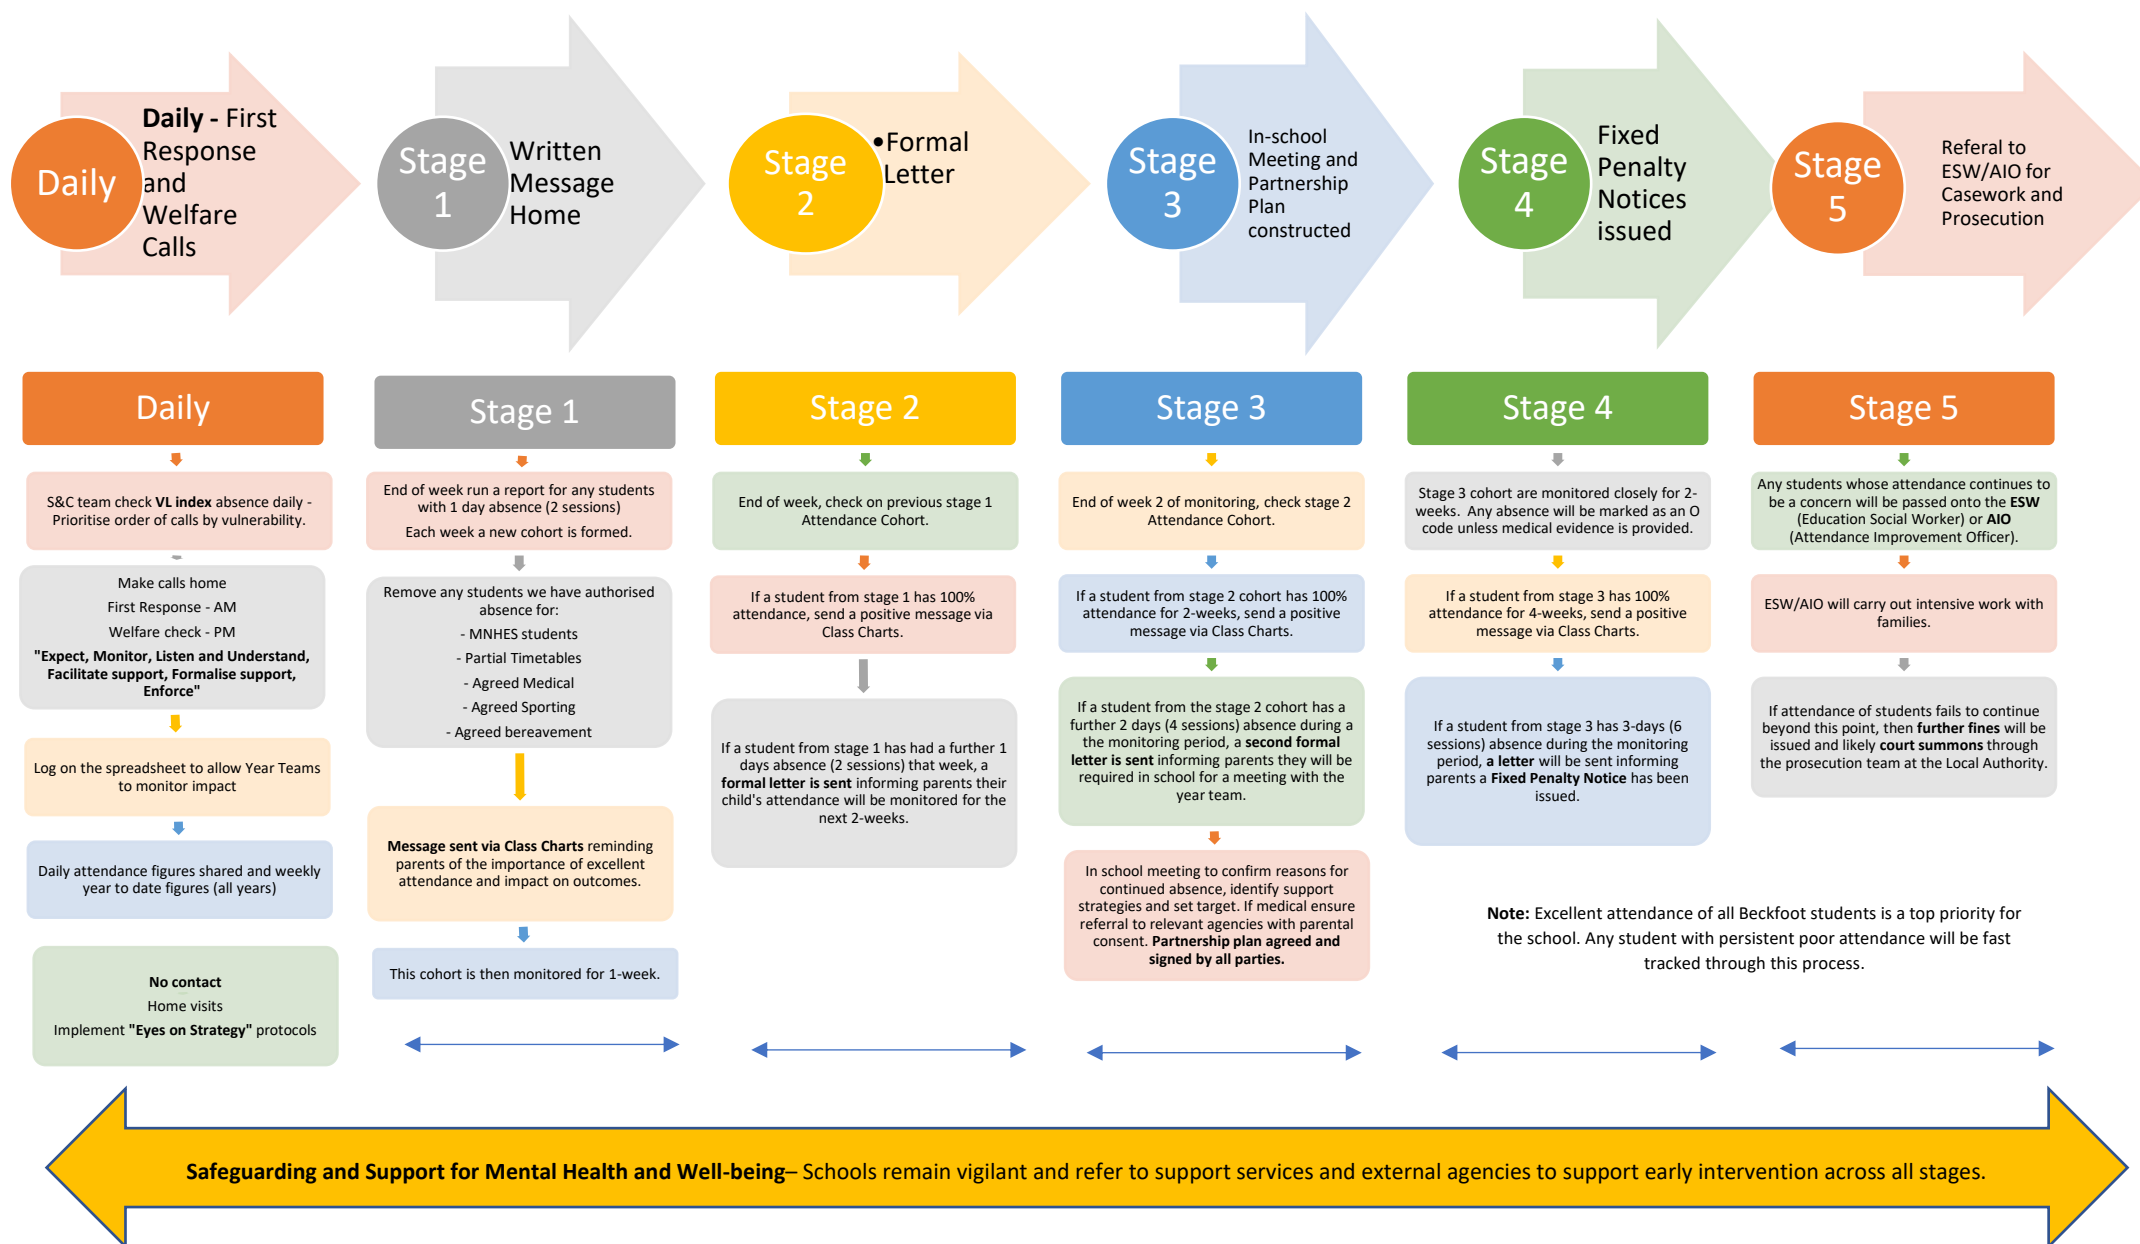 Daily
Daily - First
Response
and
Welfare
Calls
Stage
1
Written
Message
Home
Stage
2
•Formal
Letter
Stage
3
In-school
Meeting and
Partnership
Plan
constructed
Stage
4
Fixed
Penalty
Notices
issued
Stage
5
Referal to
ESW/AIO for
Casework and
Prosecution
Daily
S&C team check VL index absence daily -
Prioritise order of calls by vulnerability.
Make calls home
First Response - AM
Welfare check - PM
"Expect, Monitor, Listen and Understand,
Facilitate support, Formalise support,
Enforce"
Log on the spreadsheet to allow Year Teams
to monitor impact
Daily attendance figures shared and weekly
year to date figures (all years)
No contact
Home visits
Implement "Eyes on Strategy" protocols
Stage 1
End of week run a report for any students
with 1 day absence (2 sessions)
Each week a new cohort is formed.
Remove any students we have authorised
absence for:
- MNHES students
- Partial Timetables
- Agreed Medical
- Agreed Sporting
- Agreed bereavement
Message sent via Class Charts reminding
parents of the importance of excellent
attendance and impact on outcomes.
This cohort is then monitored for 1-week.
Stage 2
End of week, check on previous stage 1
Attendance Cohort.
If a student from stage 1 has 100%
attendance, send a positive message via
Class Charts.
If a student from stage 1 has had a further 1
days absence (2 sessions) that week, a
formal letter is sent informing parents their
child's attendance will be monitored for the
next 2-weeks.
Stage 3
End of week 2 of monitoring, check stage 2
Attendance Cohort.
If a student from stage 2 cohort has 100%
attendance for 2-weeks, send a positive
message via Class Charts.
If a student from the stage 2 cohort has a
further 2 days (4 sessions) absence during a
the monitoring period, a second formal
letter is sent informing parents they will be
required in school for a meeting with the
year team.
In school meeting to confirm reasons for
continued absence, identify support
strategies and set target. If medical ensure
referral to relevant agencies with parental
consent. Partnership plan agreed and
signed by all parties.
Stage 4
Stage 3 cohort are monitored closely for 2-
weeks. Any absence will be marked as an O
code unless medical evidence is provided.
If a student from stage 3 has 100%
attendance for 4-weeks, send a positive
message via Class Charts.
If a student from stage 3 has 3-days (6
sessions) absence during the monitoring
period, a letter will be sent informing
parents a Fixed Penalty Notice has been
issued.
Stage 5
Any students whose attendance continues to
be a concern will be passed onto the ESW
(Education Social Worker) or AIO
(Attendance Improvement Officer).
ESW/AIO will carry out intensive work with
families.
If attendance of students fails to continue
beyond this point, then further fines will be
issued and likely court summons through
the prosecution team at the Local Authority.
Note: Excellent attendance of all Beckfoot students is a top priority for
the school. Any student with persistent poor attendance will be fast
tracked through this process.
Safeguarding and Support for Mental Health and Well-being– Schools remain vigilant and refer to support services and external agencies to support early intervention across all stages.